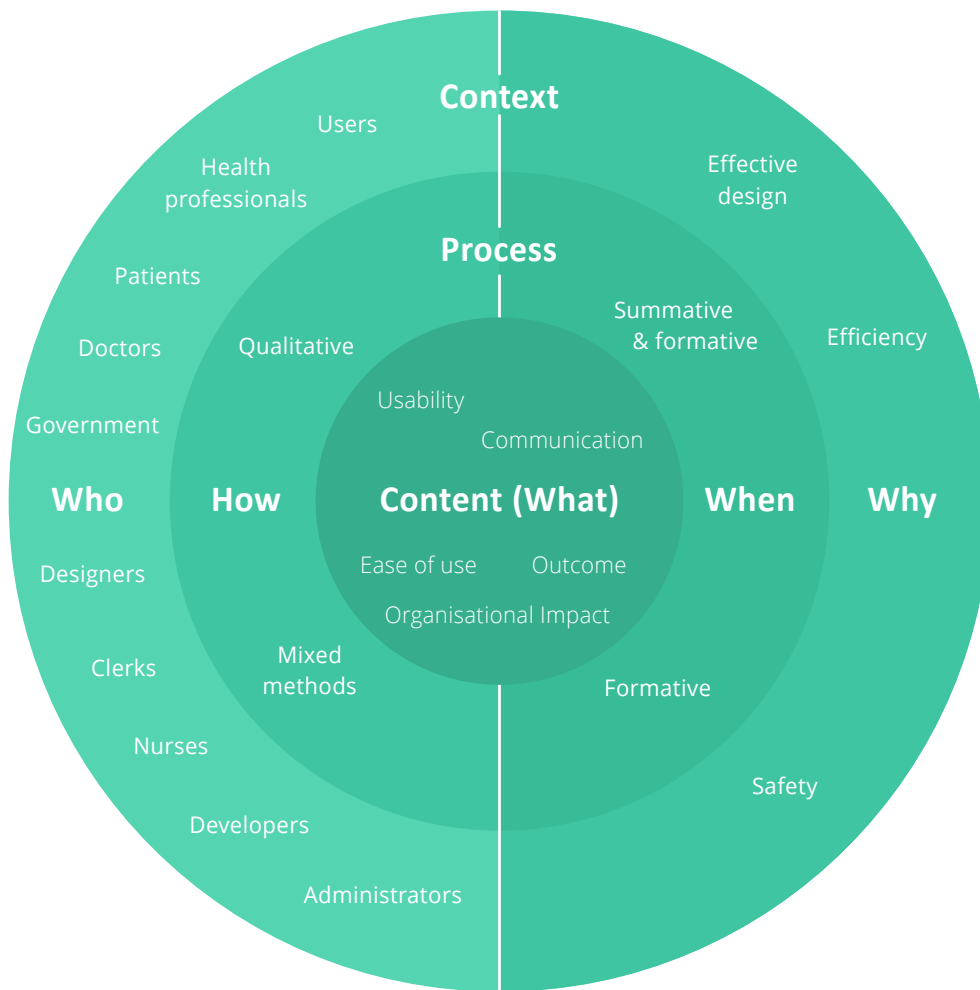 Context
Users
Effective
design
Health
professionals
Process
Patients
Summative
& formative
Efficiency
Doctors
Qualitative
Usability
Government
Communication
Who
How
Content (What)
When
Why
Designers
Ease of use
Outcome
Organisational Impact
Clerks
Mixed
methods
Formative
Nurses
Safety
Developers
Administrators